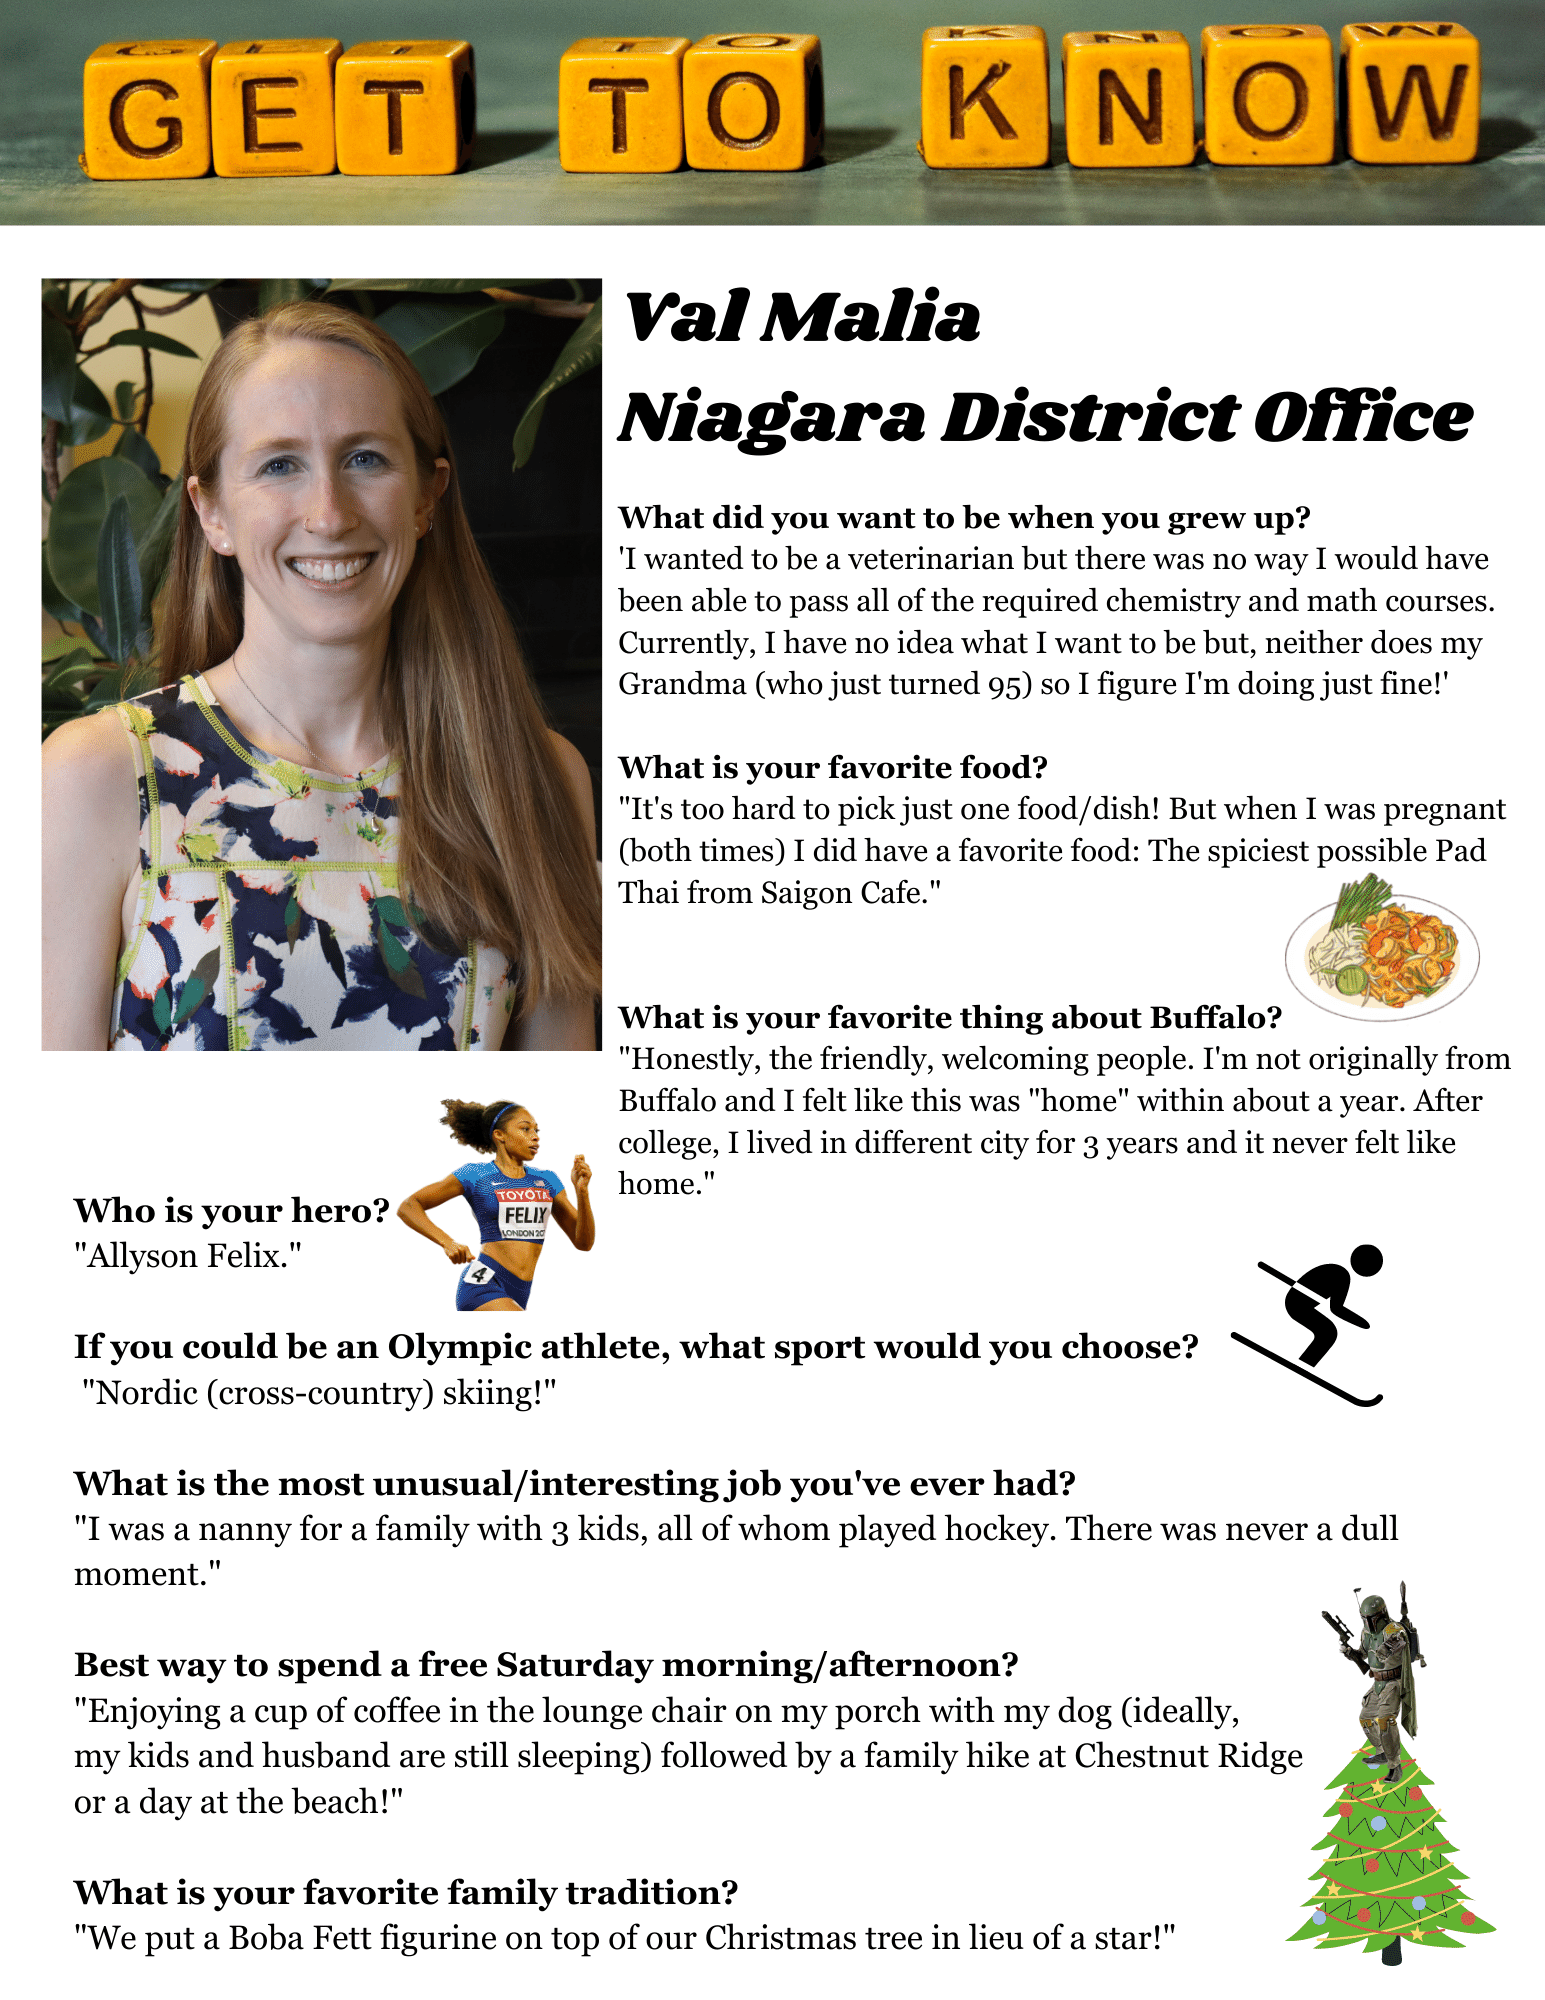 GET TO KNOW
Val Malia
Niagara District Office
What did you want to be when you grew up?
'I wanted to be a veterinarian but there was no way I would have
been able to pass all of the required chemistry and math courses.
Currently, I have no idea what I want to be but, neither does my
Grandma (who just turned 95) so I figure I'm doing just fine!'
What is your favorite food?
"It's too hard to pick just one food/dish! But when I was pregnant
(both times) I did have a favorite food: The spiciest possible Pad
Thai from Saigon Cafe."
What is your favorite thing about Buffalo?
"Honestly, the friendly, welcoming people. I'm not originally from
Buffalo and I felt like this was "home" within about a year. After
college, I lived in different city for 3 years and it never felt like
home."
Who is your hero?
"Allyson Felix."
TOYOTA
FELIX
LONDON 20
4
If you could be an Olympic athlete, what sport would you choose?
"Nordic (cross-country) skiing!"
What is the most unusual/interesting job you've ever had?
"I was a nanny for a family with 3 kids, all of whom played hockey. There was never a dull
moment."
Best way to spend a free Saturday morning/afternoon?
"Enjoying a cup of coffee in the lounge chair on my porch with my dog (ideally,
my kids and husband are still sleeping) followed by a family hike at Chestnut Ridge
or a day at the beach!"
What is your favorite family tradition?
"We put a Boba Fett figurine on top of our Christmas tree in lieu of a star!"